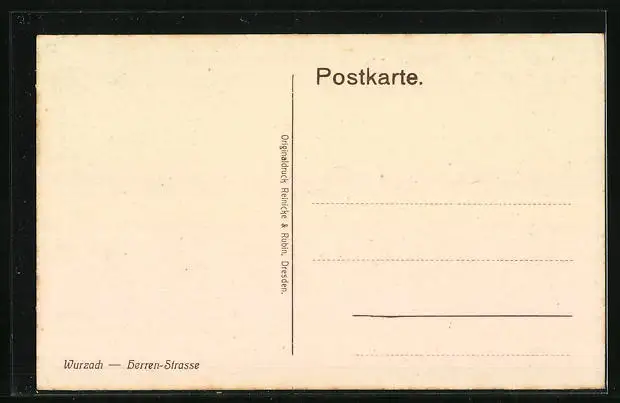 Postkarte.
Originaldruck Reinicke & Rubin, Dresden.
Wurzach — Herren-Strasse